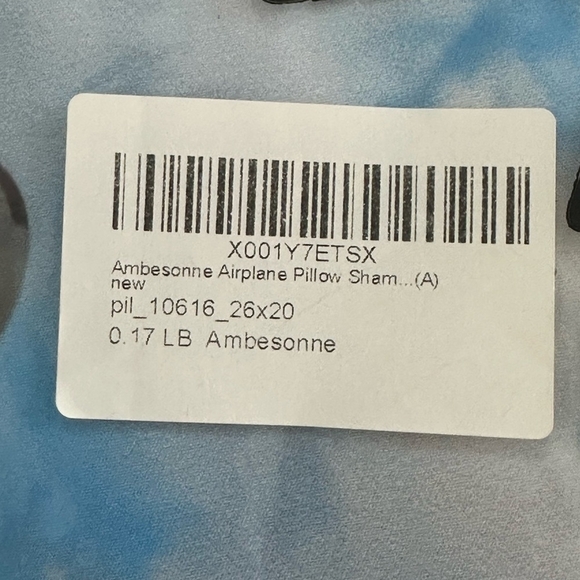 X001Y7ETSX
Ambesonne Airplane Pillow Sham...(A)
new
pil_10616_26x20
0.17 LB Ambesonne